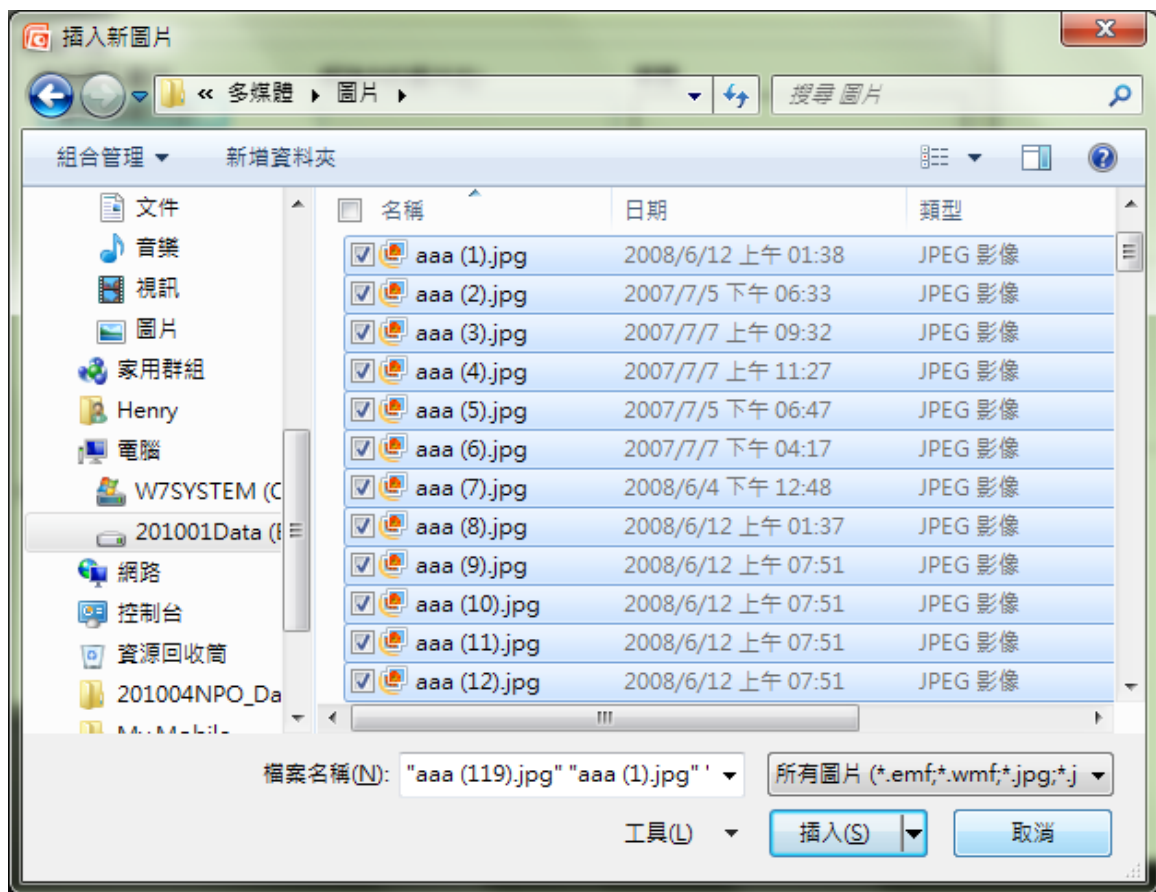 插入新圖片
« 多媒體 ▸ 圖片 ▸
搜尋 圖片
組合管理 ▼ 新增資料夾
文件
音樂
視訊
圖片
家用群組
Henry
電腦
W7SYSTEM (C
201001Data (
網路
控制台
資源回收筒
201004NPO_Da
My Mobile
名稱 日期 類型
aaa (1).jpg 2008/6/12 上午 01:38 JPEG 影像
aaa (2).jpg 2007/7/5 下午 06:33 JPEG 影像
aaa (3).jpg 2007/7/7 上午 09:32 JPEG 影像
aaa (4).jpg 2007/7/7 上午 11:27 JPEG 影像
aaa (5).jpg 2007/7/5 下午 06:47 JPEG 影像
aaa (6).jpg 2007/7/7 下午 04:17 JPEG 影像
aaa (7).jpg 2008/6/4 下午 12:48 JPEG 影像
aaa (8).jpg 2008/6/12 上午 01:37 JPEG 影像
aaa (9).jpg 2008/6/12 上午 07:51 JPEG 影像
aaa (10).jpg 2008/6/12 上午 07:51 JPEG 影像
aaa (11).jpg 2008/6/12 上午 07:51 JPEG 影像
aaa (12).jpg 2008/6/12 上午 07:51 JPEG 影像
檔案名稱(N): "aaa (119).jpg" "aaa (1).jpg" ' 所有圖片 (*.emf;*.wmf;*.jpg;*.j
工具(L) 插入(S) 取消